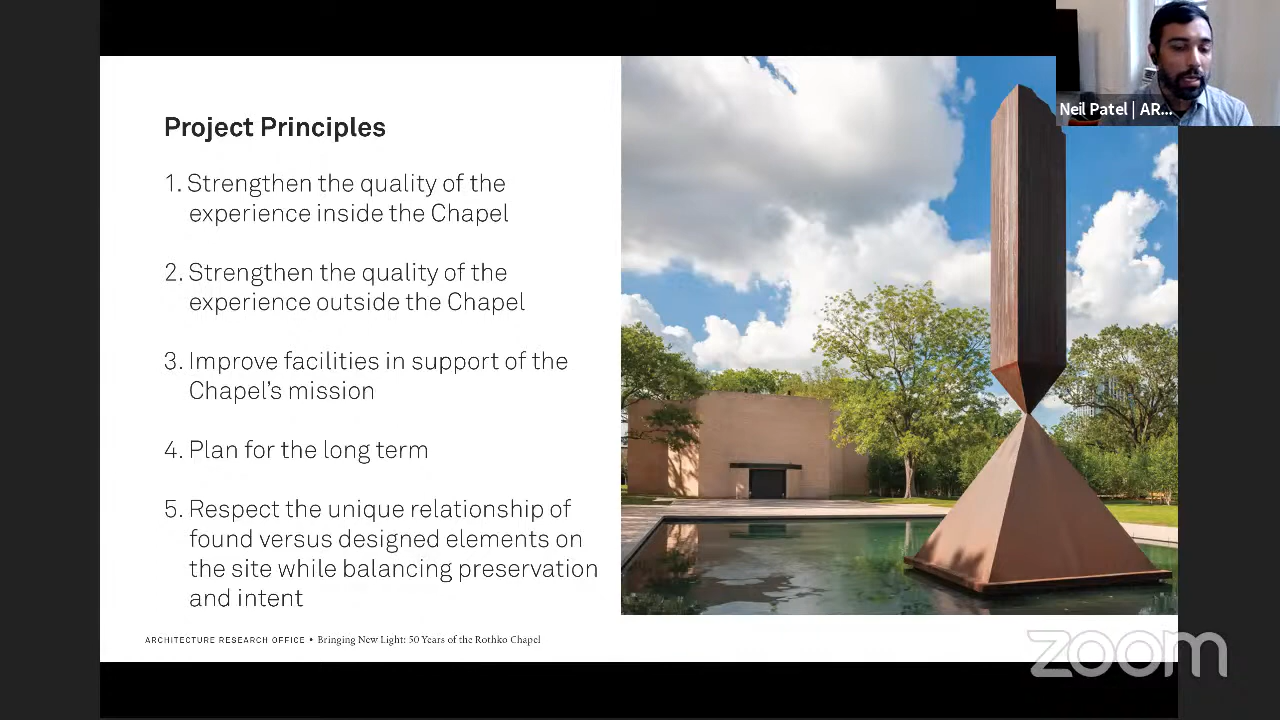 Project Principles
1. Strengthen the quality of the
experience inside the Chapel
2. Strengthen the quality of the
experience outside the Chapel
3. Improve facilities in support of the
Chapel's mission
4. Plan for the long term
5. Respect the unique relationship of
found versus designed elements on
the site while balancing preservation
and intent
ARCHITECTURE RESEARCH OFFICE • Bringing New Light: 50 Years of the Rothko Chapel
Neil Patel | AR...
zoom